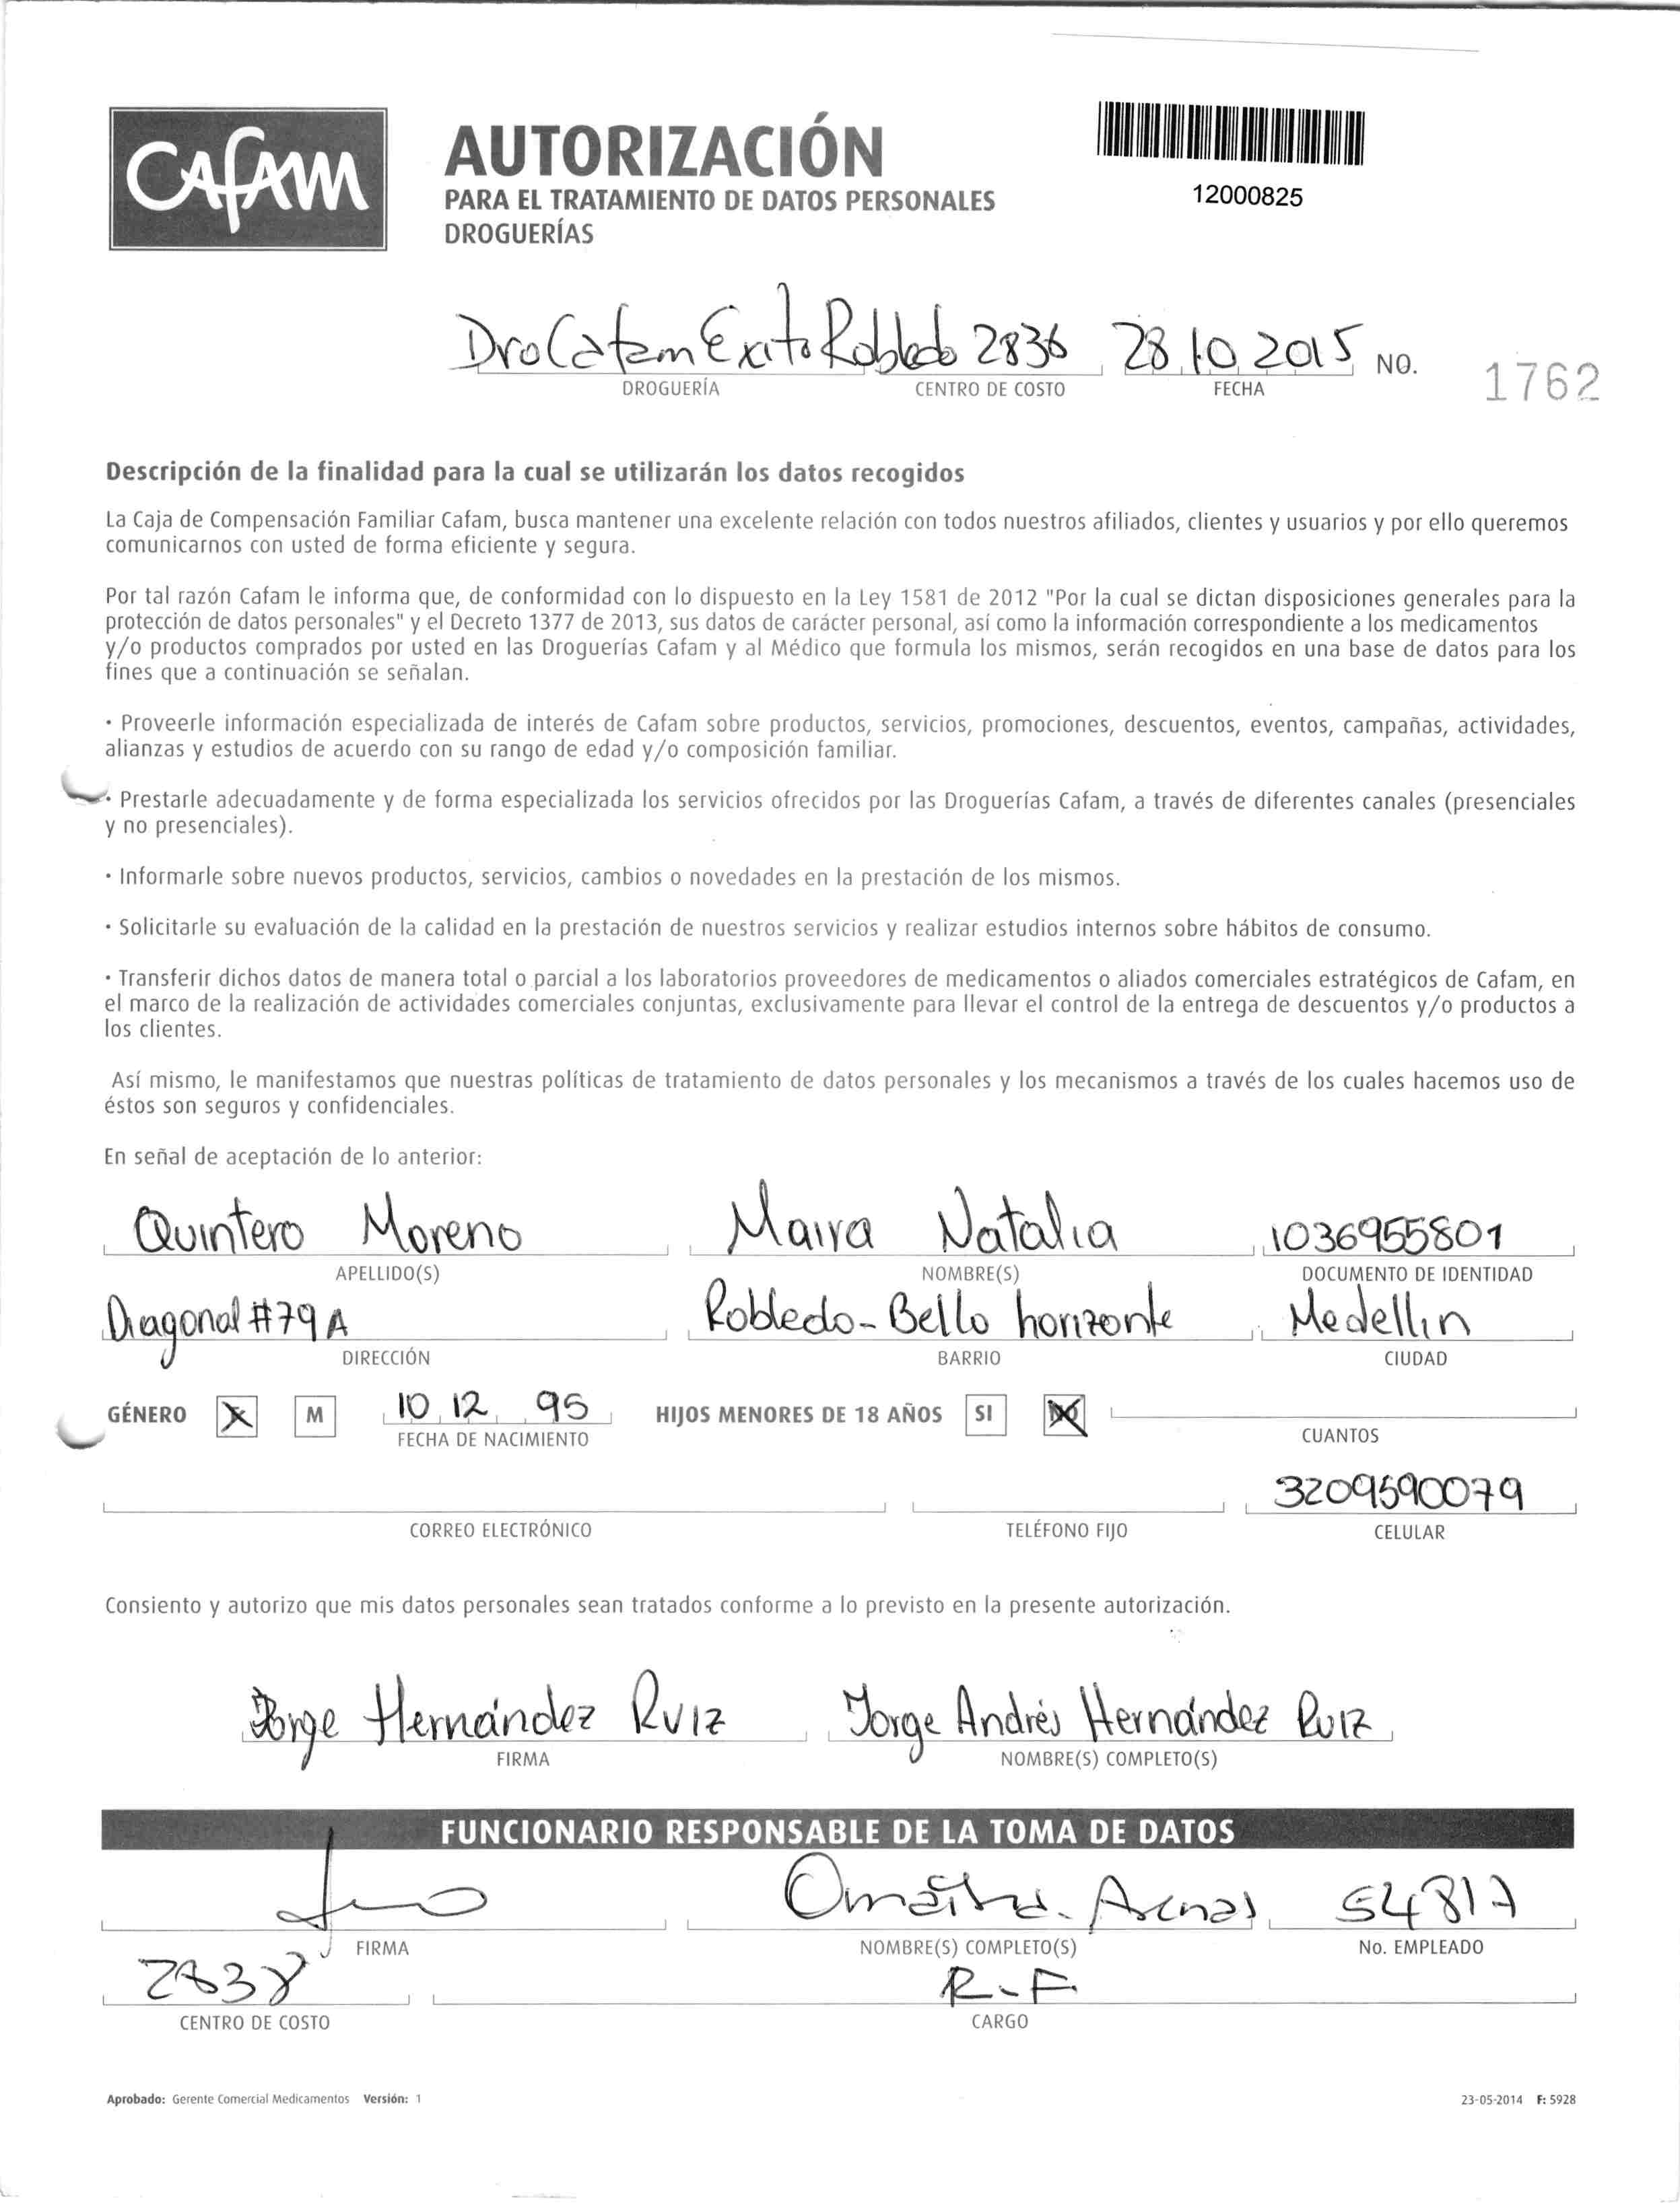 CAFAM
AUTORIZACIÓN
PARA EL TRATAMIENTO DE DATOS PERSONALES
DROGUERÍAS
12000825
Dro Cafam Exito Robledo 2836 28 10 2015 NO. 1762
DROGUERÍA CENTRO DE COSTO FECHA
Descripción de la finalidad para la cual se utilizarán los datos recogidos
La Caja de Compensación Familiar Cafam, busca mantener una excelente relación con todos nuestros afiliados, clientes y usuarios y por ello queremos
comunicarnos con usted de forma eficiente y segura.
Por tal razón Cafam le informa que, de conformidad con lo dispuesto en la Ley 1581 de 2012 "Por la cual se dictan disposiciones generales para la
protección de datos personales" y el Decreto 1377 de 2013, sus datos de carácter personal, así como la información correspondiente a los medicamentos
y/o productos comprados por usted en las Droguerías Cafam y al Médico que formula los mismos, serán recogidos en una base de datos para los
fines que a continuación se señalan.
· Proveerle información especializada de interés de Cafam sobre productos, servicios, promociones, descuentos, eventos, campañas, actividades,
alianzas y estudios de acuerdo con su rango de edad y/o composición familiar.
· Prestarle adecuadamente y de forma especializada los servicios ofrecidos por las Droguerías Cafam, a través de diferentes canales (presenciales
y no presenciales).
· Informarle sobre nuevos productos, servicios, cambios o novedades en la prestación de los mismos.
· Solicitarle su evaluación de la calidad en la prestación de nuestros servicios y realizar estudios internos sobre hábitos de consumo.
· Transferir dichos datos de manera total o parcial a los laboratorios proveedores de medicamentos o aliados comerciales estratégicos de Cafam, en
el marco de la realización de actividades comerciales conjuntas, exclusivamente para llevar el control de la entrega de descuentos y/o productos a
los clientes.
Así mismo, le manifestamos que nuestras políticas de tratamiento de datos personales y los mecanismos a través de los cuales hacemos uso de
éstos son seguros y confidenciales.
En señal de aceptación de lo anterior:
Quintero Moreno Maira Natalia 1036955801
APELLIDO(S) NOMBRE(S) DOCUMENTO DE IDENTIDAD
Diagonal #79A Robledo - Bello horizonte Medellin
DIRECCIÓN BARRIO CIUDAD
GÉNERO X M 10 12 95 HIJOS MENORES DE 18 AÑOS SI NO
FECHA DE NACIMIENTO CUANTOS
3209590079
CORREO ELECTRÓNICO TELÉFONO FIJO CELULAR
Consiento y autorizo que mis datos personales sean tratados conforme a lo previsto en la presente autorización.
Jorge Hernández Ruiz Jorge Andrés Hernández Ruiz
FIRMA NOMBRE(S) COMPLETO(S)
FUNCIONARIO RESPONSABLE DE LA TOMA DE DATOS
Omaira Arenas
FIRMA NOMBRE(S) COMPLETO(S) No. EMPLEADO
R-F
CENTRO DE COSTO CARGO
Aprobado: Gerente Comercial Medicamentos Versión: 1 23-05-2014 F: 5928